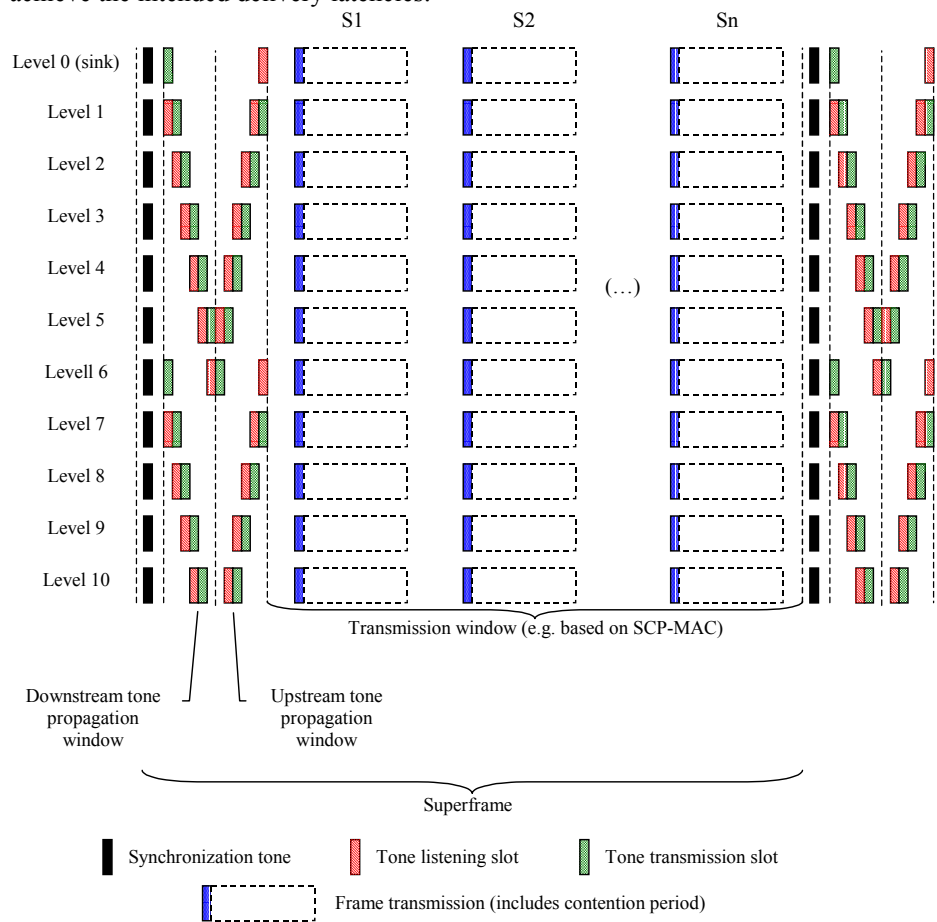 achieve the intended delivery latencies.
S1 S2 Sn
Level 0 (sink)
Level 1
Level 2
Level 3
Level 4
(…)
Level 5
Levell 6
Level 7
Level 8
Level 9
Level 10
Transmission window (e.g. based on SCP-MAC)
Downstream tone
propagation
window
Upstream tone
propagation
window
Superframe
Synchronization tone
Tone listening slot
Tone transmission slot
Frame transmission (includes contention period)